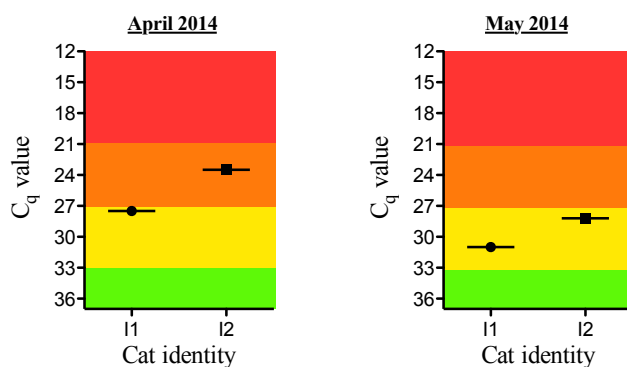 April 2014
12
15
18
21
24
27
30
33
36
Cq value
I1 I2
Cat identity
May 2014
12
15
18
21
24
27
30
33
36
Cq value
I1 I2
Cat identity